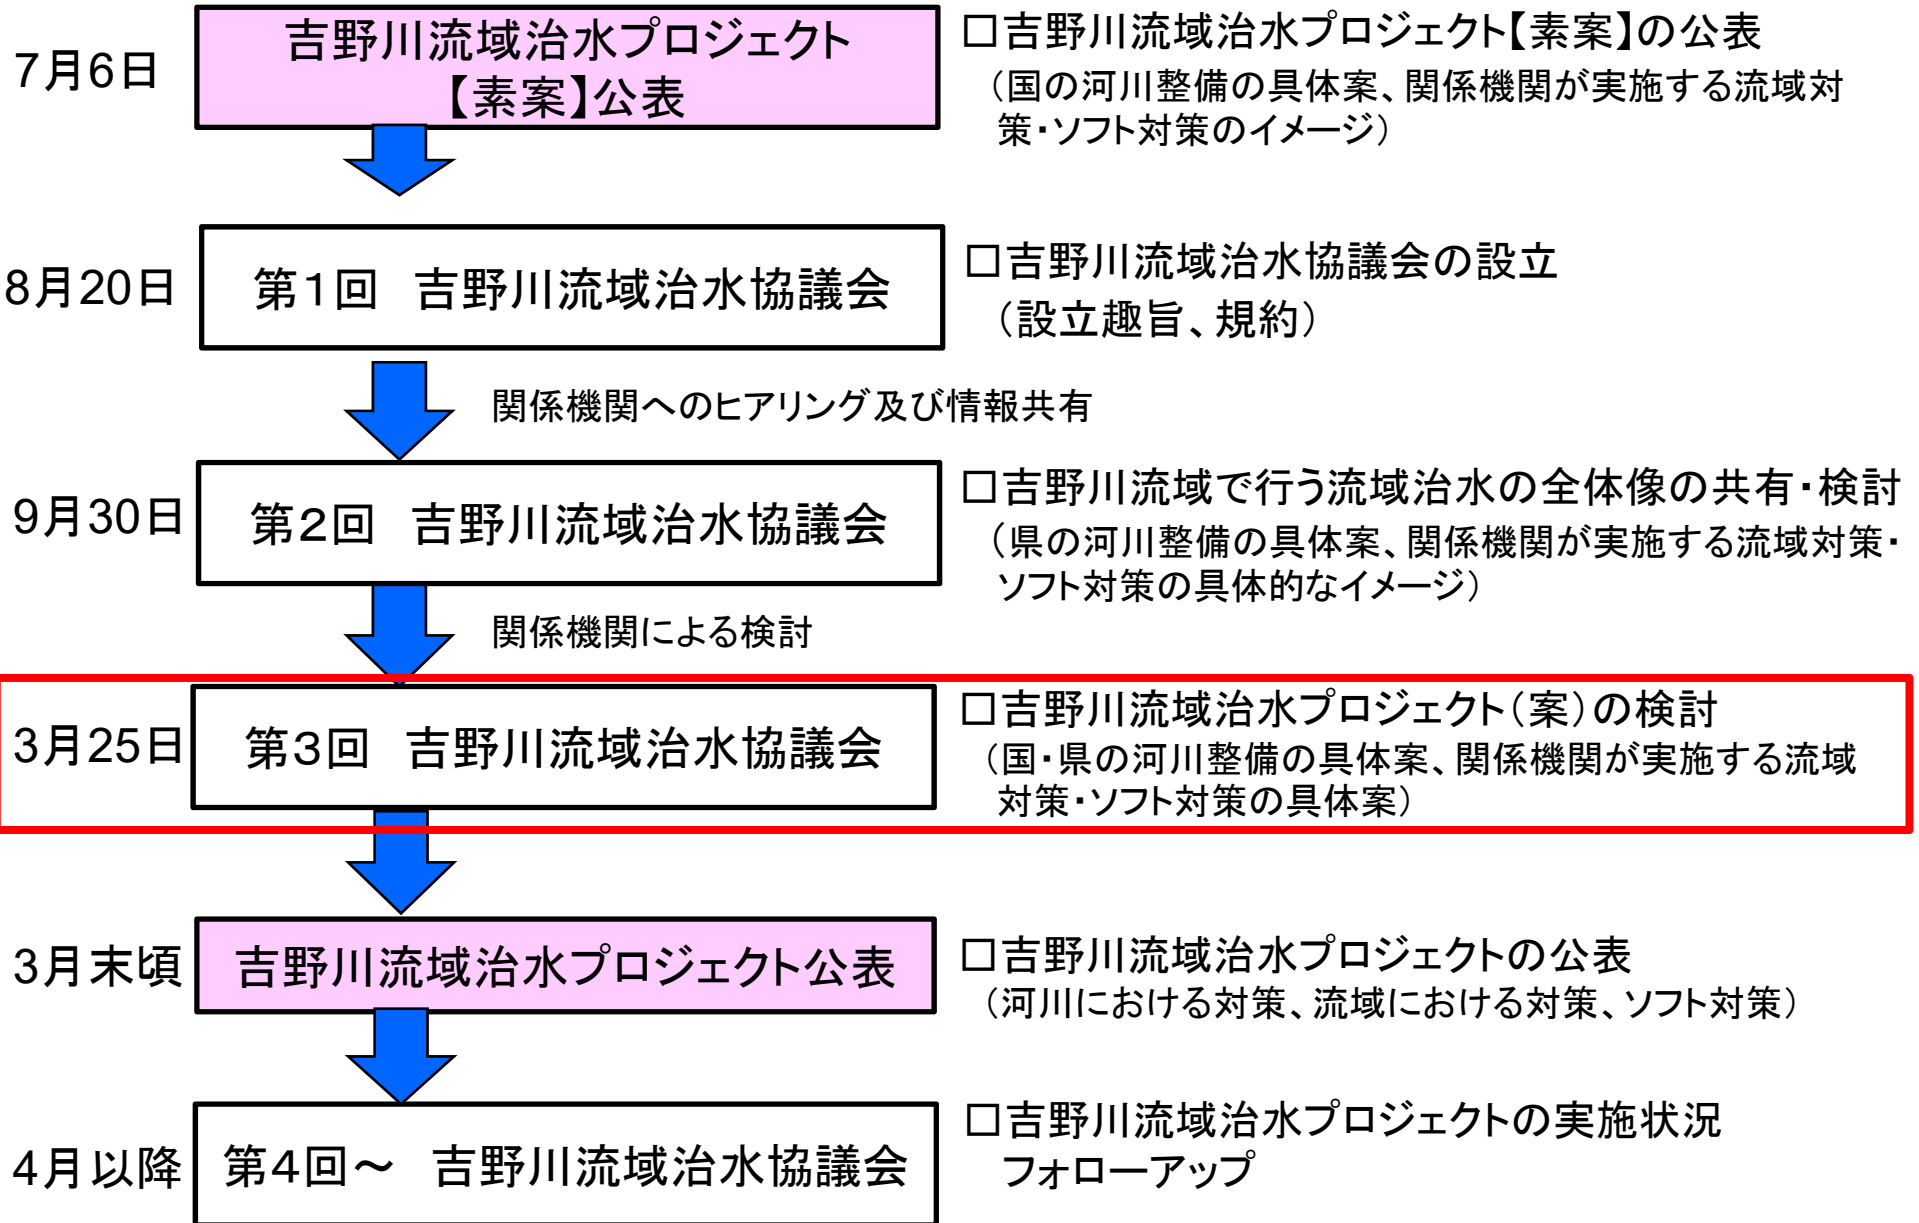 7月6日
吉野川流域治水プロジェクト
【素案】公表
□吉野川流域治水プロジェクト【素案】の公表
（国の河川整備の具体案、関係機関が実施する流域対
策・ソフト対策のイメージ）
8月20日
第1回　吉野川流域治水協議会
□吉野川流域治水協議会の設立
（設立趣旨、規約）
関係機関へのヒアリング及び情報共有
9月30日
第2回　吉野川流域治水協議会
□吉野川流域で行う流域治水の全体像の共有・検討
（県の河川整備の具体案、関係機関が実施する流域対策・
ソフト対策の具体的なイメージ）
関係機関による検討
3月25日
第3回　吉野川流域治水協議会
□吉野川流域治水プロジェクト（案）の検討
（国・県の河川整備の具体案、関係機関が実施する流域
対策・ソフト対策の具体案）
3月末頃
吉野川流域治水プロジェクト公表
□吉野川流域治水プロジェクトの公表
（河川における対策、流域における対策、ソフト対策）
4月以降
第4回～　吉野川流域治水協議会
□吉野川流域治水プロジェクトの実施状況
フォローアップ